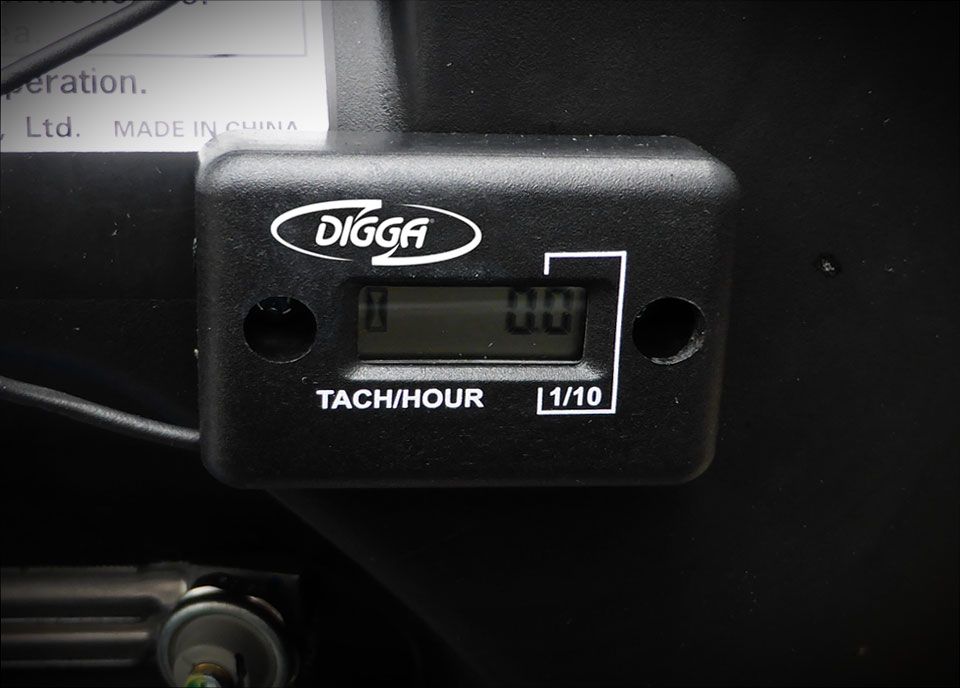 peration.
, Ltd. MADE IN CHINA
DIGGA
0.0
TACH/HOUR 1/10